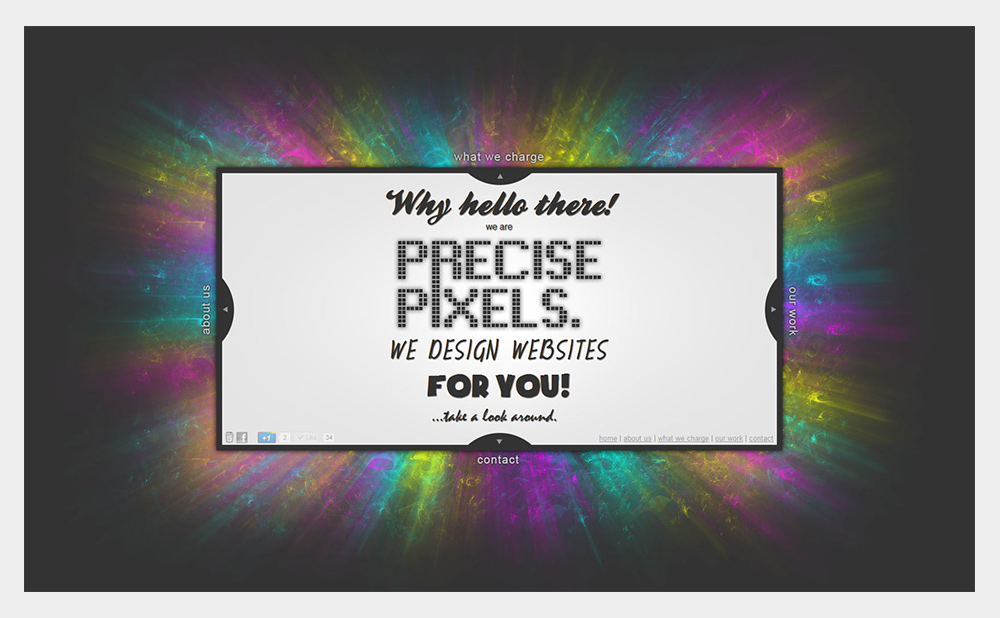 what we charge
Why hello there!
we are
PRECISE
PIXELS.
WE DESIGN WEBSITES
FOR YOU!
...take a look around.
about us
our work
+1 2 Like 34
home | about us | what we charge | our work | contact
contact